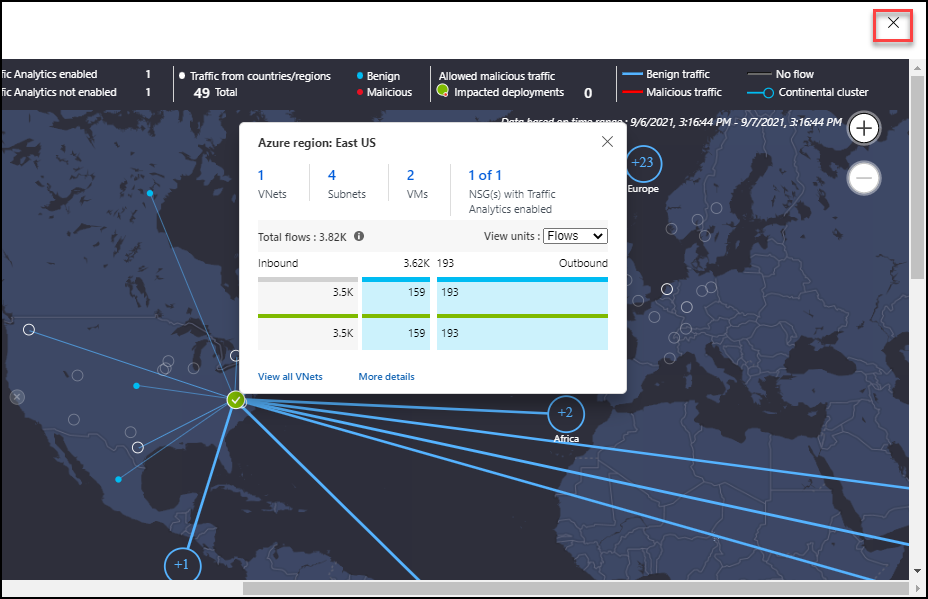 fic Analytics enabled 1
fic Analytics not enabled 1
Traffic from countries/regions
49 Total
Benign
Malicious
Allowed malicious traffic
Impacted deployments 0
Benign traffic
Malicious traffic
No flow
Continental cluster
Data based on time range : 9/6/2021, 3:16:44 PM - 9/7/2021, 3:16:44 PM
Azure region: East US
1
VNets
4
Subnets
2
VMs
1 of 1
NSG(s) with Traffic
Analytics enabled
Total flows : 3.82K
View units : Flows
Inbound 3.62K 193 Outbound
3.5K 159 193
3.5K 159 193
View all VNets More details
+23
Europe
+2
Africa
+1